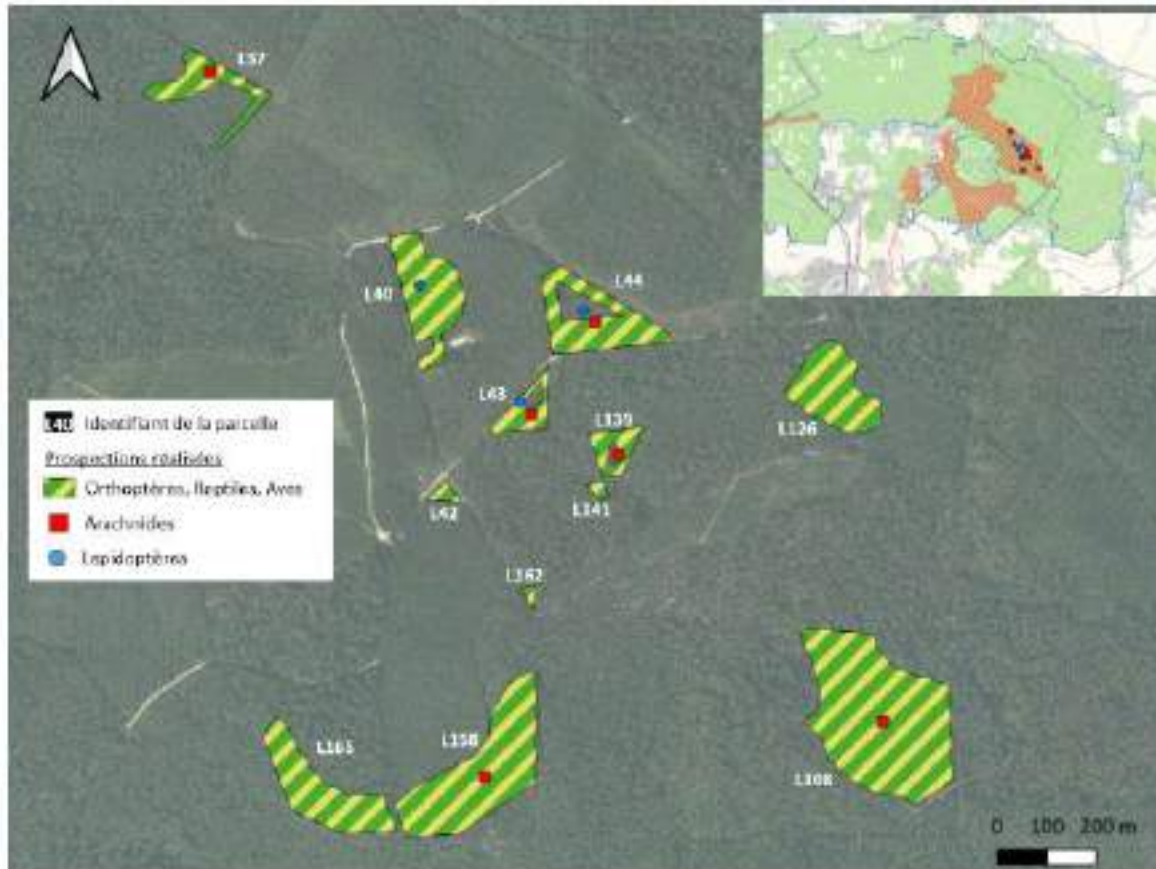 L57
L40
L44
L43
L139
L126
L42
L141
L162
L165
L158
L108
L40 Identifiant de la parcelle
Prospections réalisées
Orthoptères, Reptiles, Aves
Arachnides
Lépidoptères
0 100 200 m